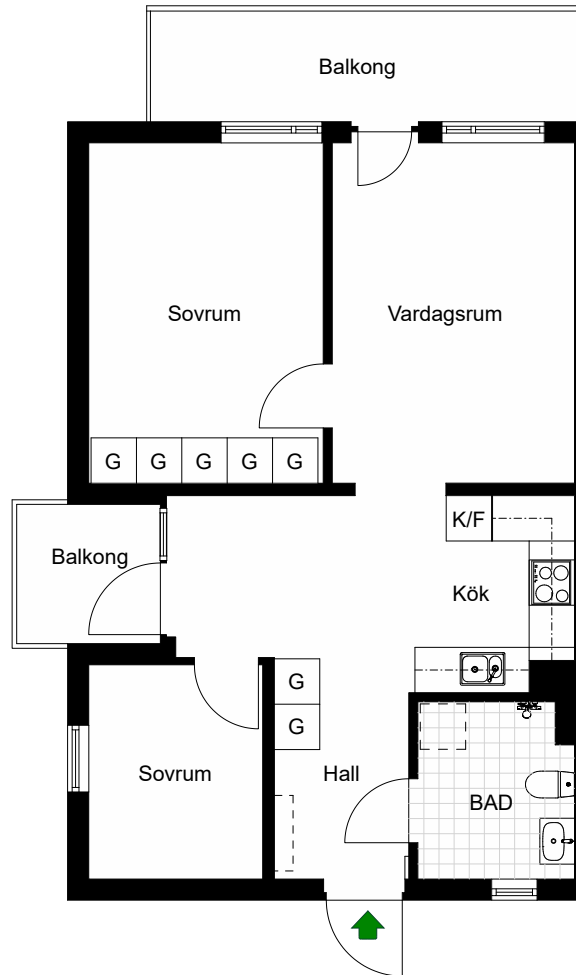 Balkong
Sovrum
Vardagsrum
G G G G G
K/F
Balkong
Kök
G
G
Sovrum
Hall
BAD